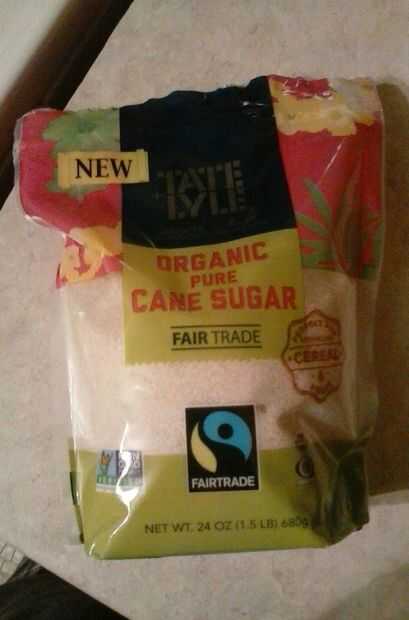 NEW
TATE
+
LYLE
ORGANIC
PURE
CANE SUGAR
FAIR TRADE
CEREAL
FAIRTRADE
NET WT. 24 OZ (1.5 LB) 680g